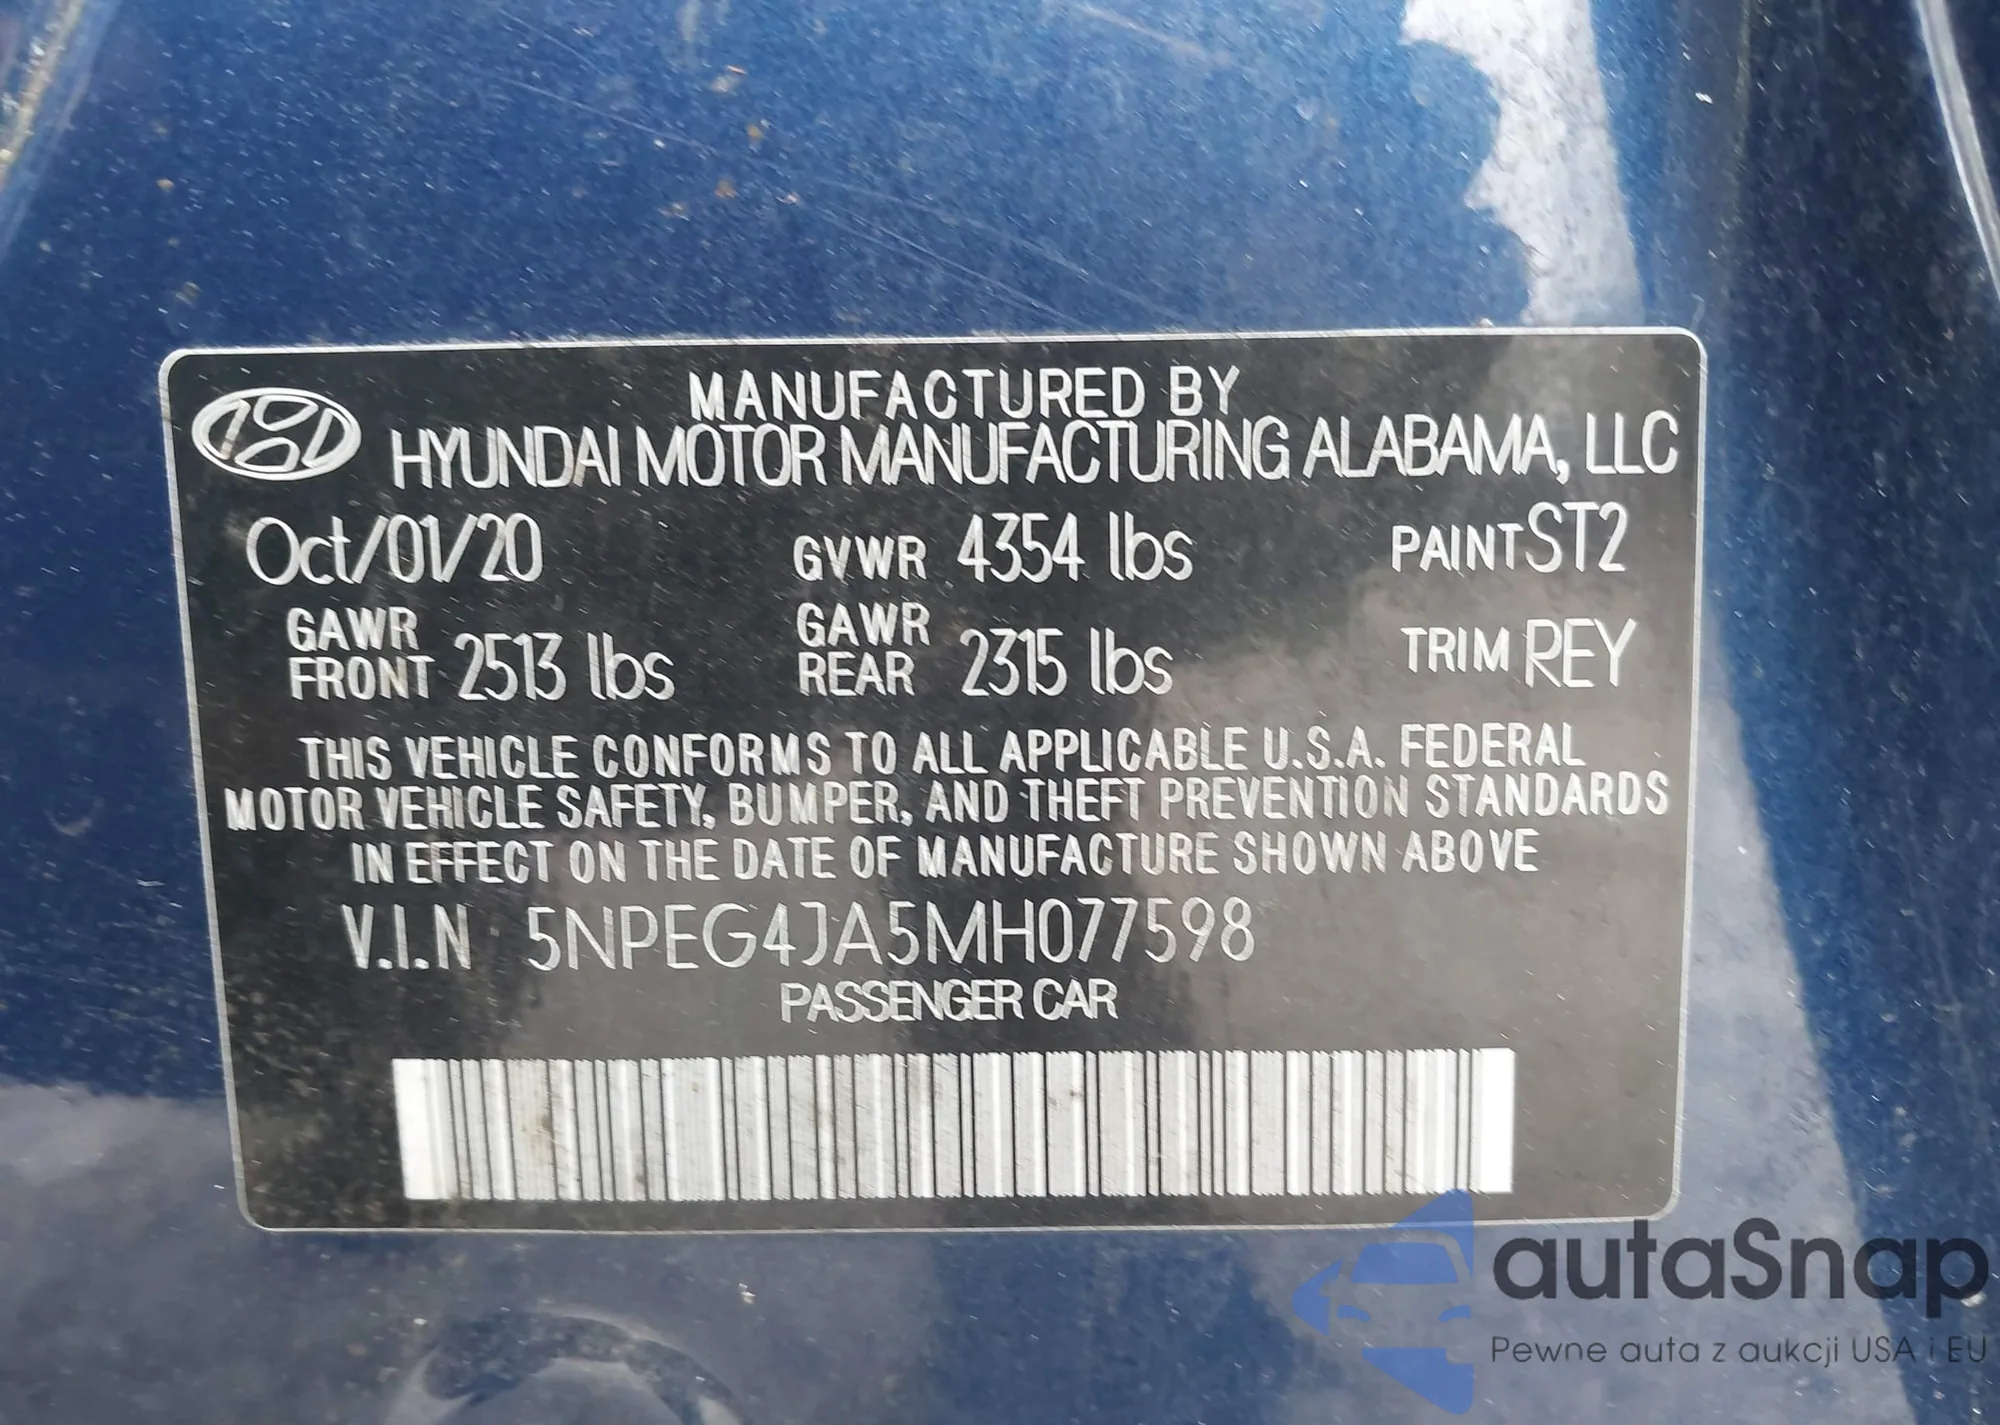 MANUFACTURED BY
HYUNDAI MOTOR MANUFACTURING ALABAMA, LLC
Oct/01/20 GVWR 4354 lbs PAINT ST2
GAWR FRONT 2513 lbs GAWR REAR 2315 lbs TRIM REY
THIS VEHICLE CONFORMS TO ALL APPLICABLE U.S.A. FEDERAL
MOTOR VEHICLE SAFETY, BUMPER, AND THEFT PREVENTION STANDARDS
IN EFFECT ON THE DATE OF MANUFACTURE SHOWN ABOVE
V.I.N 5NPEG4JA5MH077598
PASSENGER CAR
autaSnap
Pewne auta z aukcji USA i EU